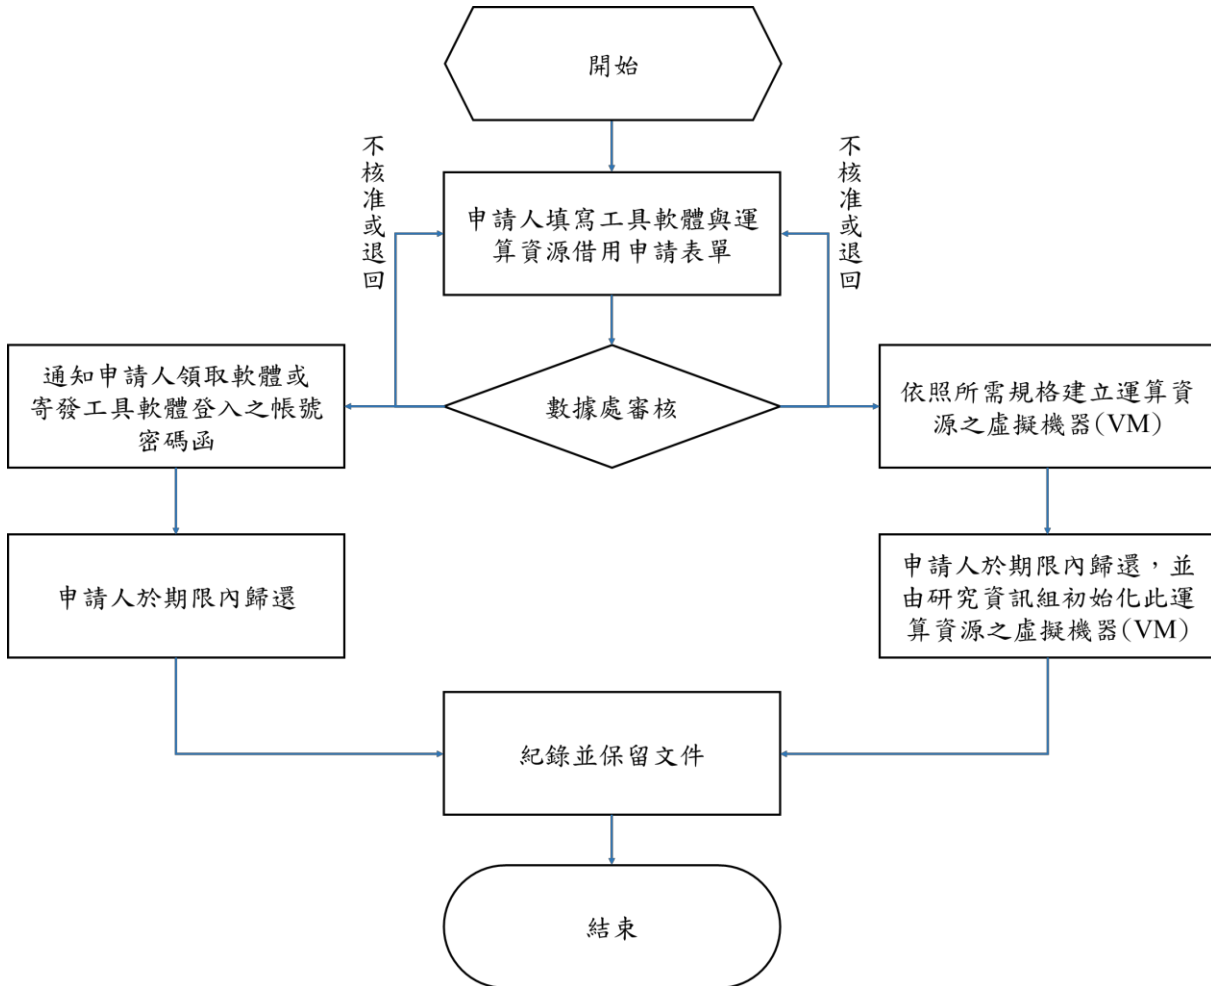 開始
不核准或退回
不核准或退回
申請人填寫工具軟體與運
算資源借用申請表單
通知申請人領取軟體或
寄發工具軟體登入之帳號
密碼函
數據處審核
依照所需規格建立運算資
源之虛擬機器(VM)
申請人於期限內歸還
申請人於期限內歸還，並
由研究資訊組初始化此運
算資源之虛擬機器(VM)
紀錄並保留文件
結束